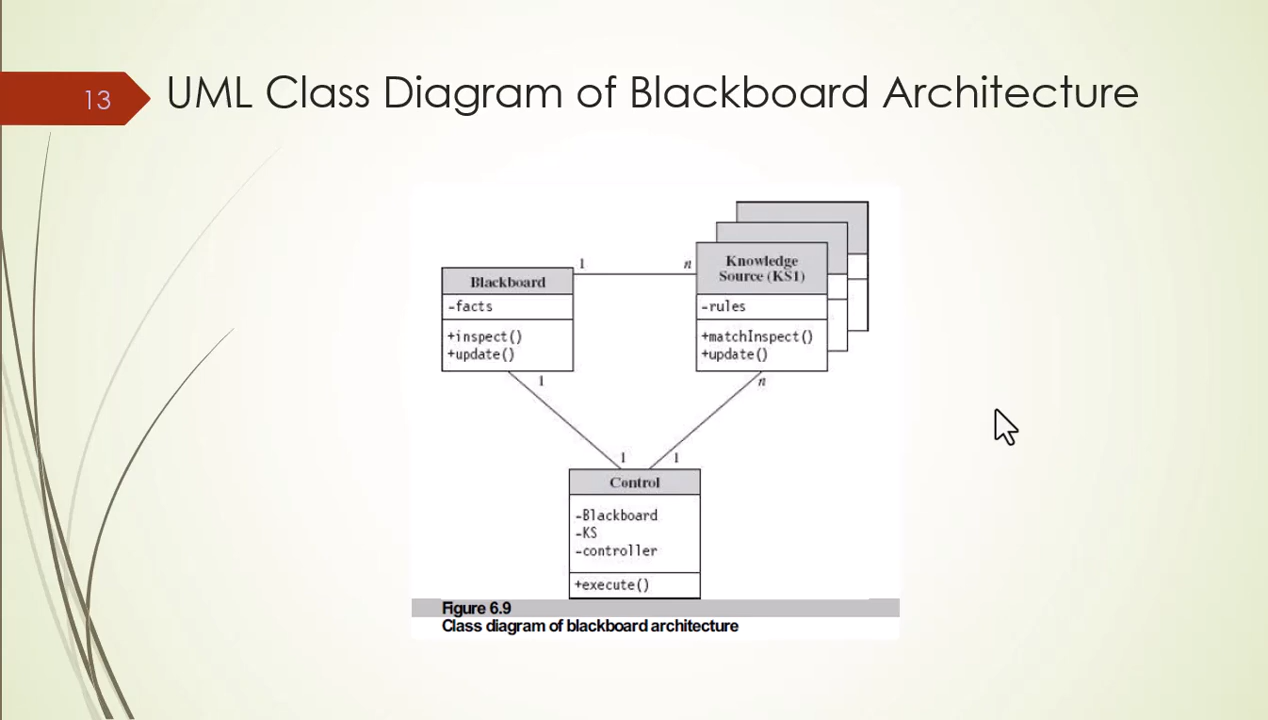 13
UML Class Diagram of Blackboard Architecture
Blackboard
-facts
+inspect()
+update()
1
n
Knowledge
Source (KS1)
-rules
+matchInspect()
+update()
1
n
1
1
Control
-Blackboard
-KS
-controller
+execute()
Figure 6.9
Class diagram of blackboard architecture